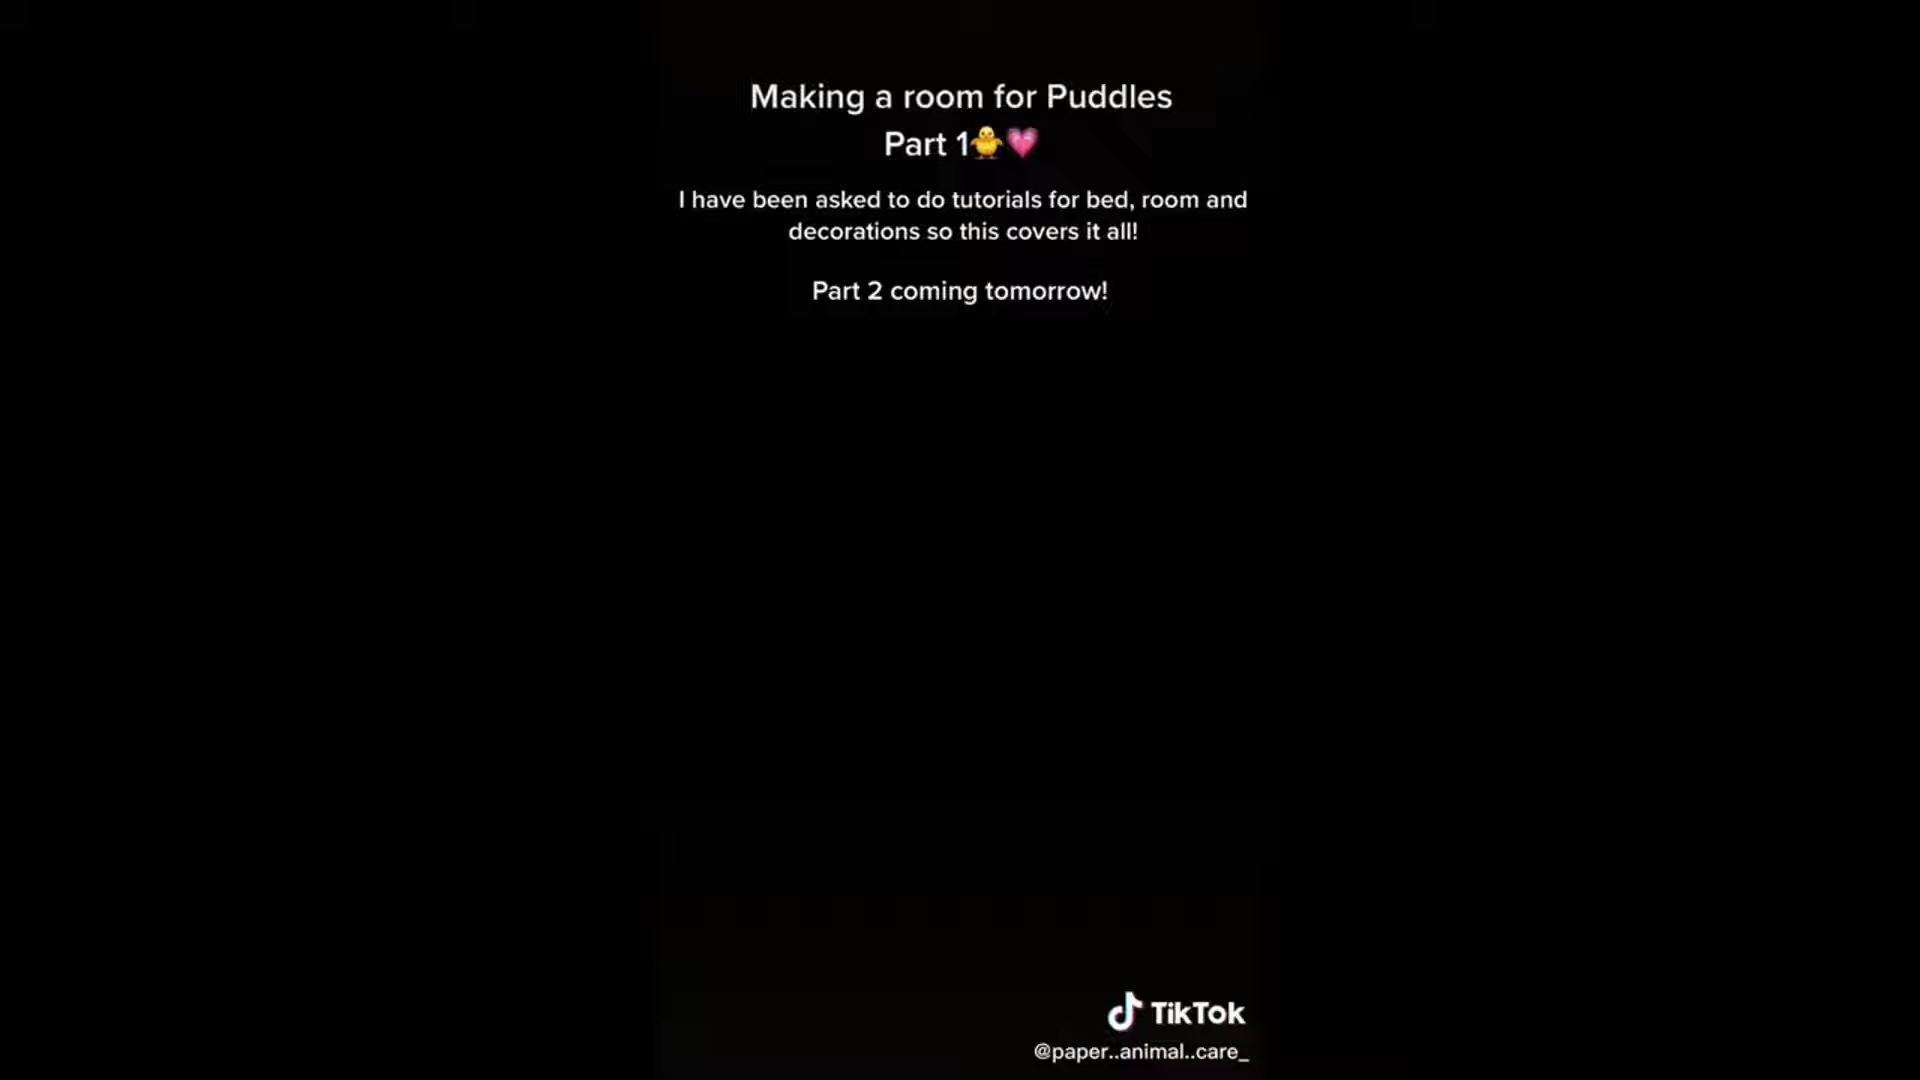 Making a room for Puddles
Part 1🐥💗
I have been asked to do tutorials for bed, room and
decorations so this covers it all!
Part 2 coming tomorrow!
TikTok
@paper..animal..care_